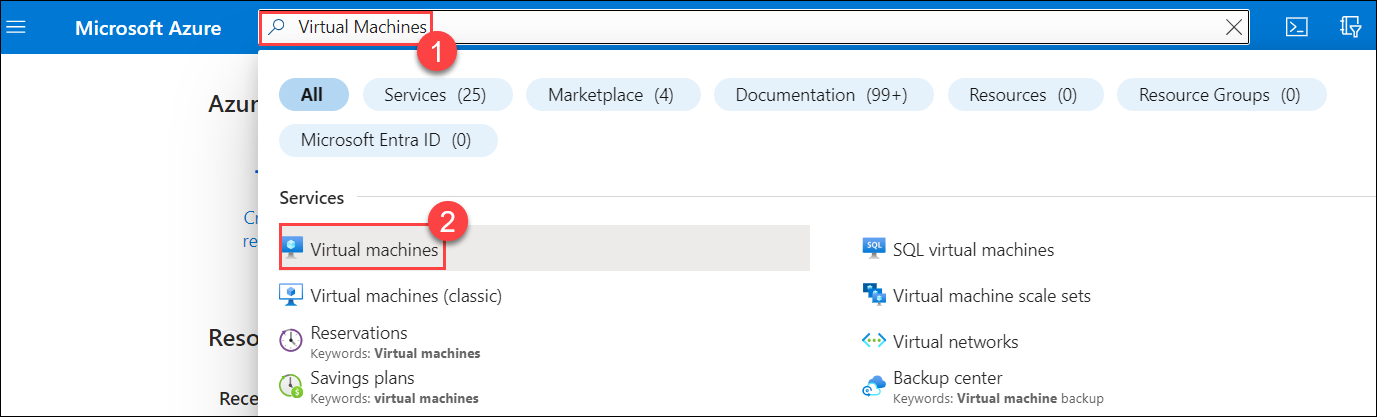 Microsoft Azure
Virtual Machines
1
All
Services (25)
Marketplace (4)
Documentation (99+)
Resources (0)
Resource Groups (0)
Microsoft Entra ID (0)
Services
2
Virtual machines
SQL virtual machines
Virtual machines (classic)
Virtual machine scale sets
Reservations
Keywords: Virtual machines
Virtual networks
Savings plans
Keywords: virtual machines
Backup center
Keywords: Virtual machine backup
Azur
Cr
re
Reso
Rece